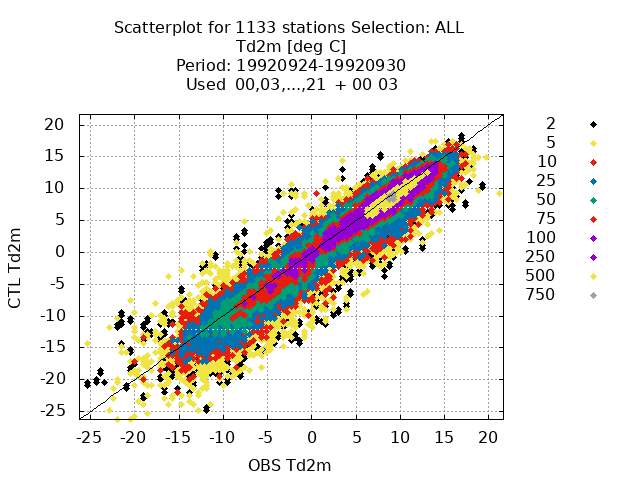 Scatterplot for 1133 stations Selection: ALL
Td2m [deg C]
Period: 19920924-19920930
Used 00,03,...,21 + 00 03
CTL Td2m
20
15
10
5
0
-5
-10
-15
-20
-25
-25 -20 -15 -10 -5 0 5 10 15 20
OBS Td2m
2
5
10
25
50
75
100
250
500
750